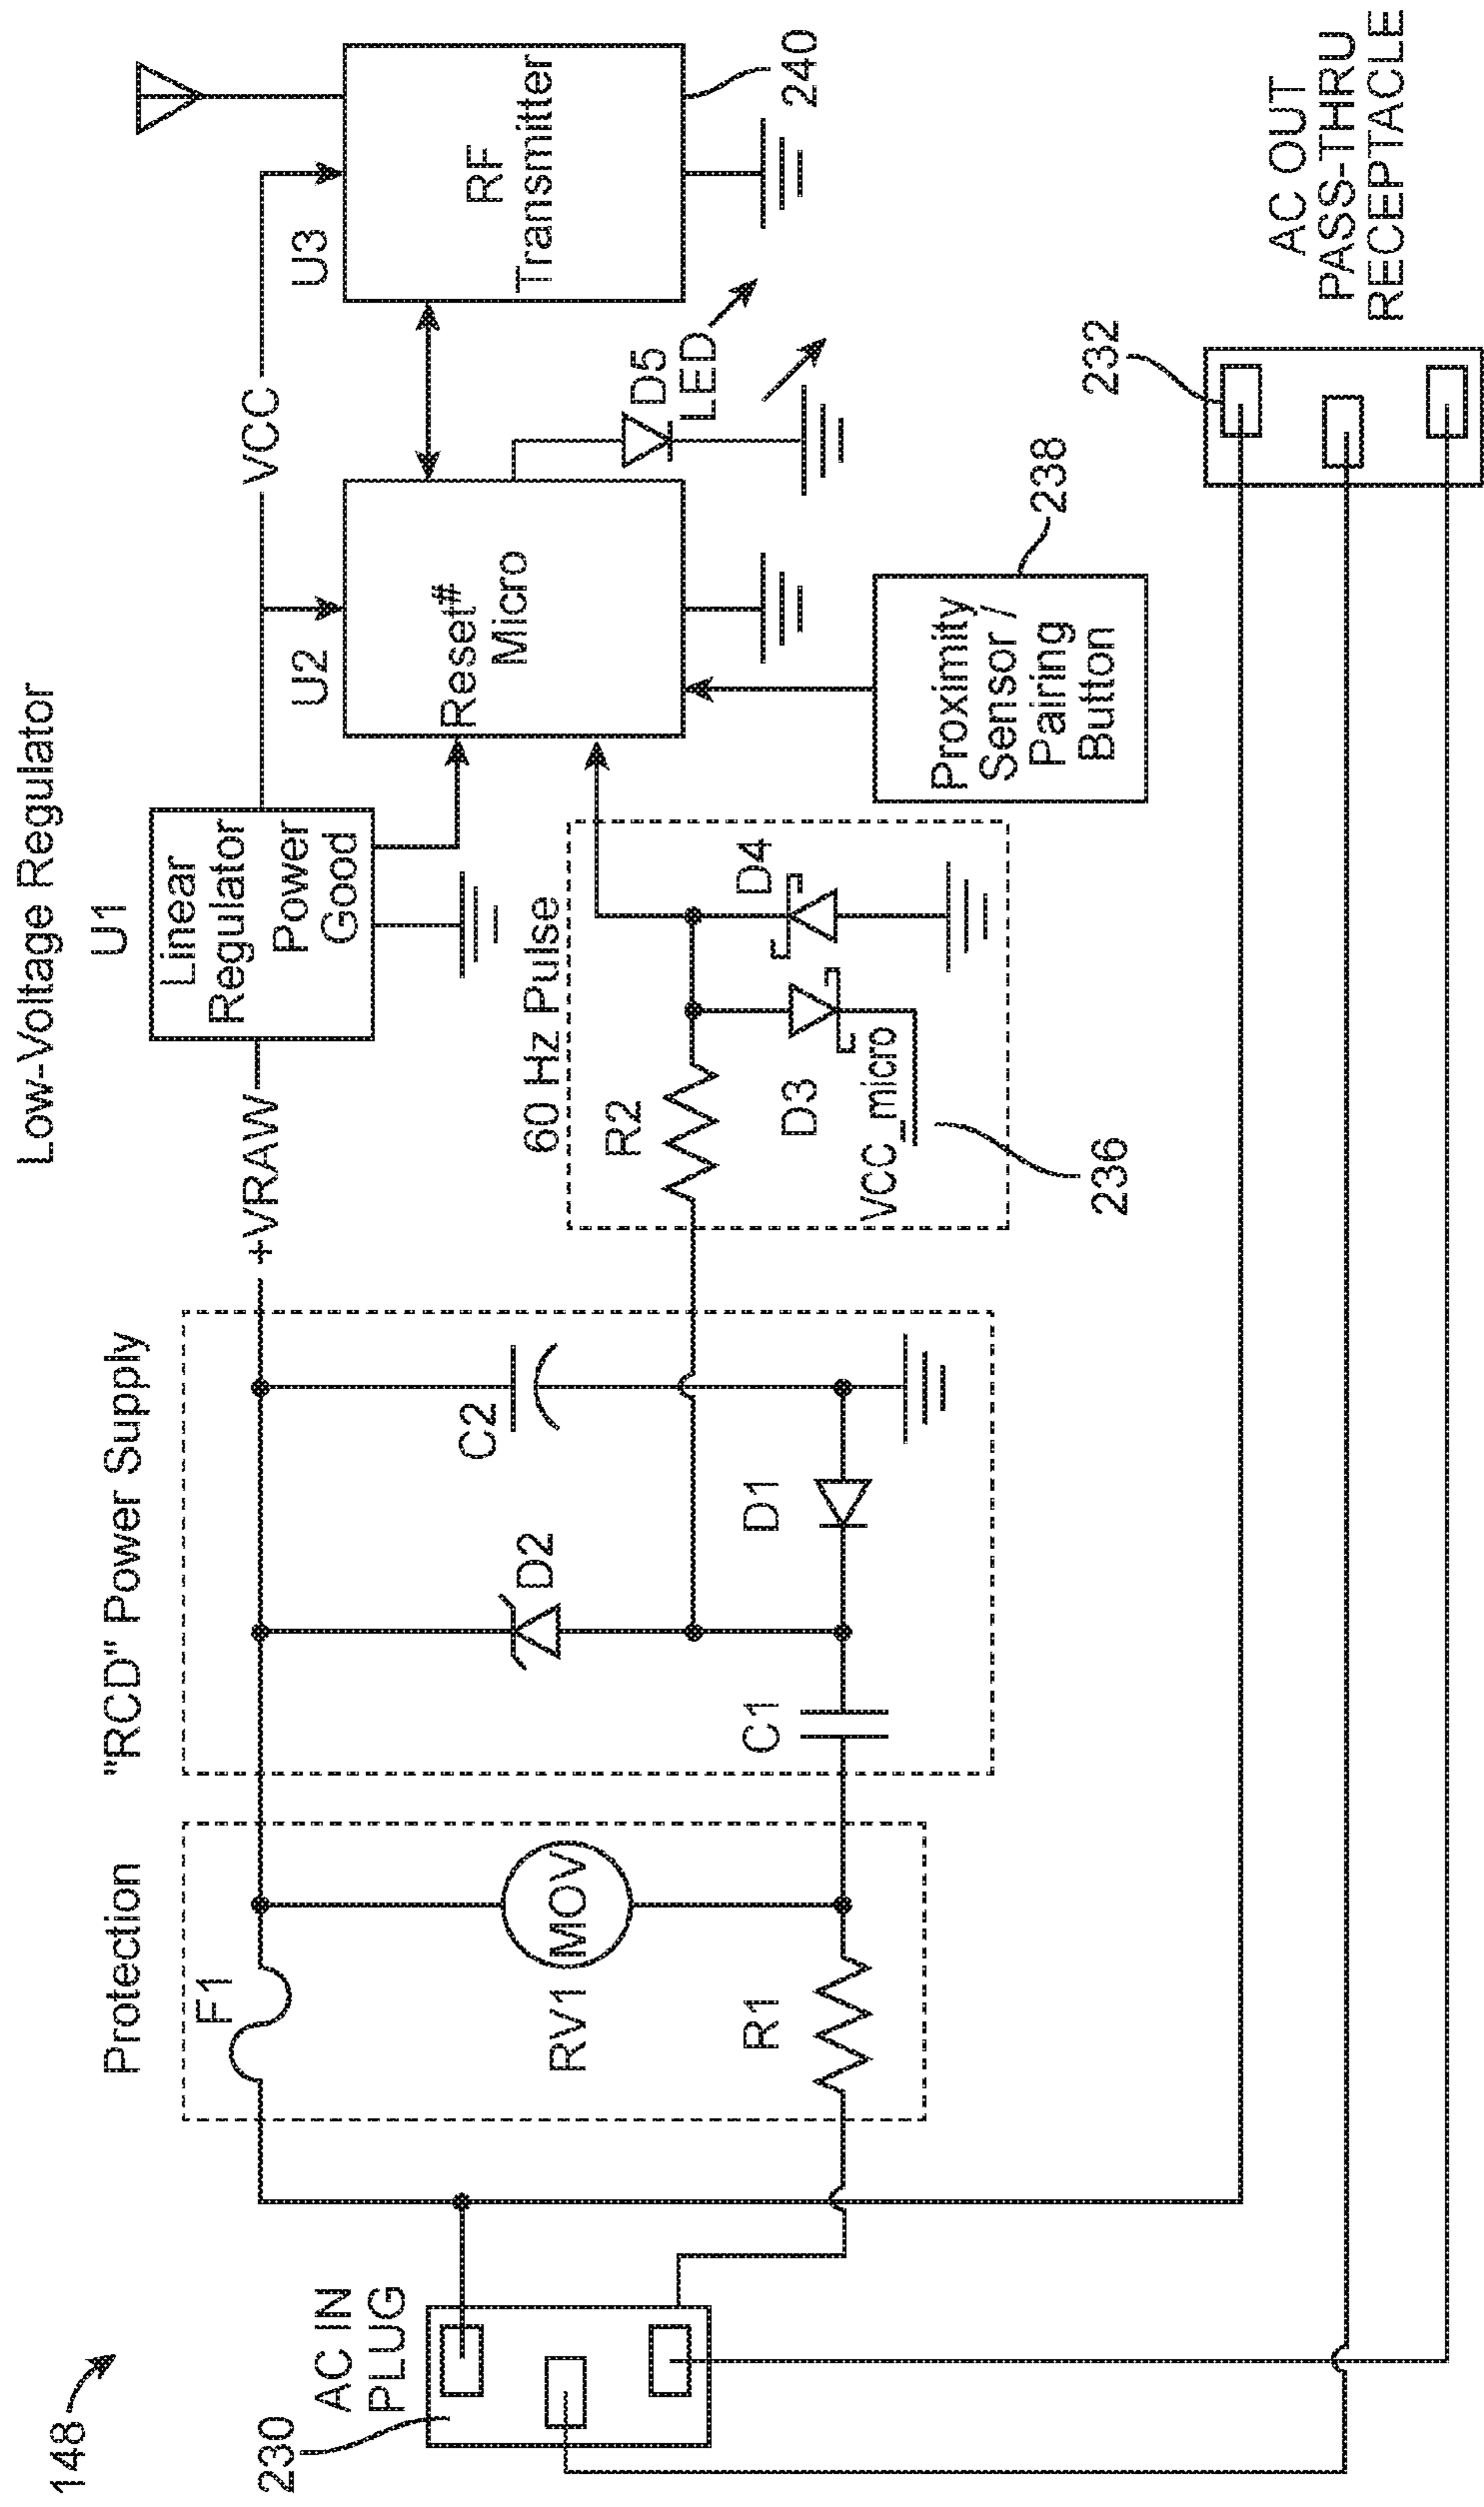 148
230
AC IN
PLUG
Protection
F1
RV1
MOV
R1
"RCD" Power Supply
D2
C1
C2
D1
+VRAW
Low-Voltage Regulator
U1
Linear
Regulator
Power
Good
60 Hz Pulse
R2
D3
D4
VCC_micro
236
VCC
U2
Reset#
Micro
Proximity
Sensor /
Pairing
Button
238
D5
LED
U3
RF
Transmitter
240
232
AC OUT
PASS-THRU
RECEPTACLE